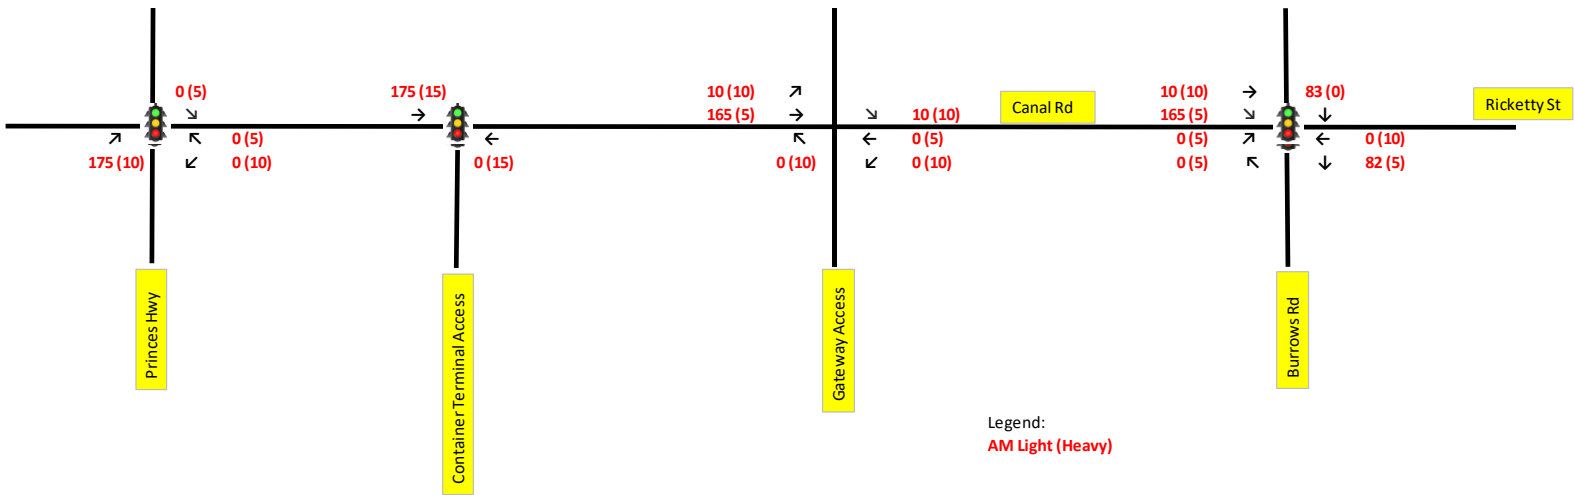 0 (5)
175 (15)
10 (10)
10 (10)
83 (0)
165 (5)
Canal Rd
10 (10)
165 (5)
Ricketty St
0 (5)
0 (5)
0 (5)
0 (10)
175 (10)
0 (10)
0 (15)
0 (10)
0 (10)
0 (5)
82 (5)
Princes Hwy
Container Terminal Access
Gateway Access
Burrows Rd
Legend:
AM Light (Heavy)